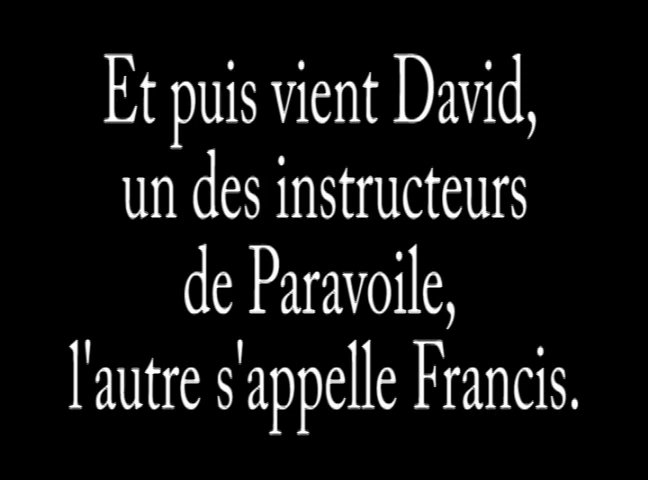 Et puis vient David,
un des instructeurs
de Paravoile,
l'autre s'appelle Francis.